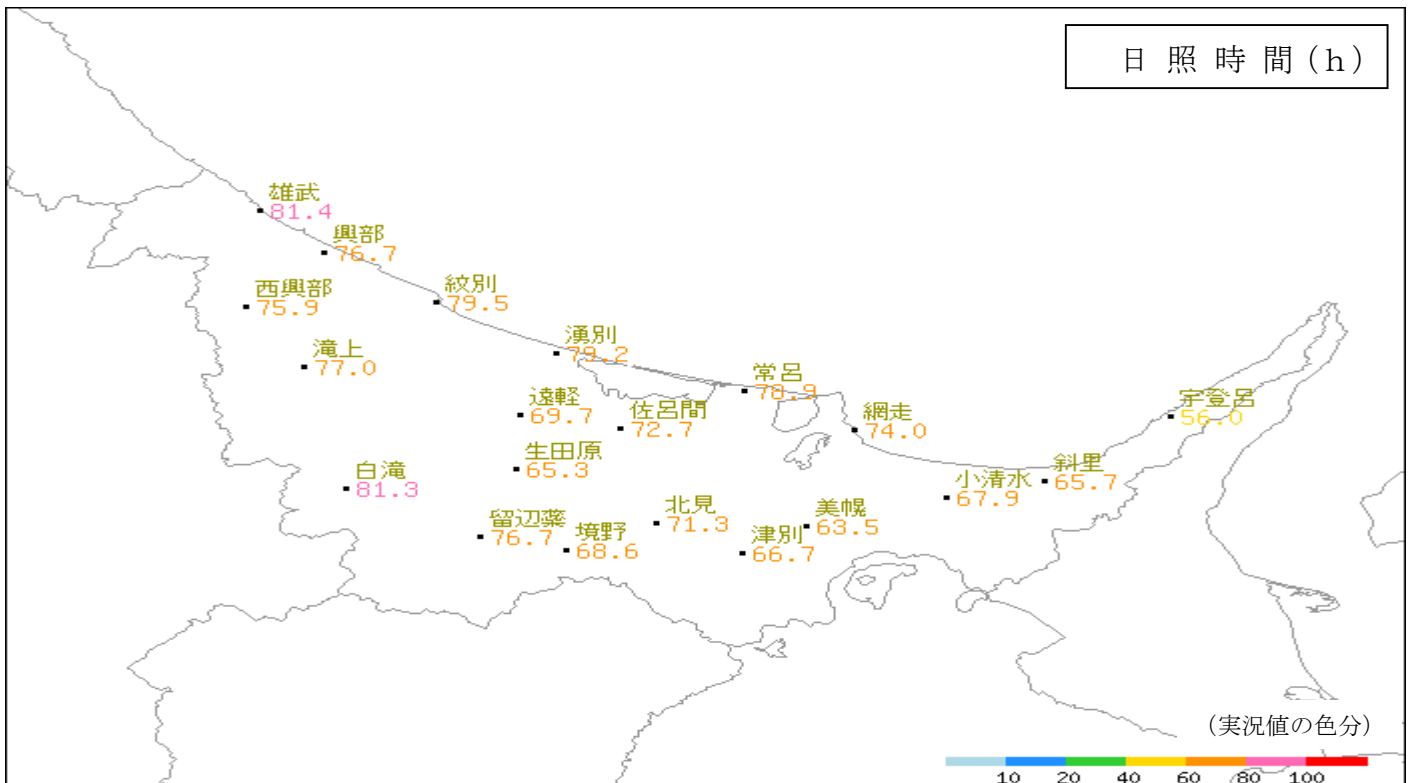 日照時間(h)
雄武
81.4
興部
76.7
西興部
75.9
紋別
79.5
滝上
77.0
湧別
79.2
常呂
78.9
遠軽
69.7
佐呂間
72.7
網走
74.0
宇登呂
56.0
生田原
65.3
白滝
81.3
小清水
67.9
斜里
65.7
留辺蘂
76.7
境野
68.6
北見
71.3
津別
66.7
美幌
63.5
(実況値の色分)
10 20 40 60 80 100